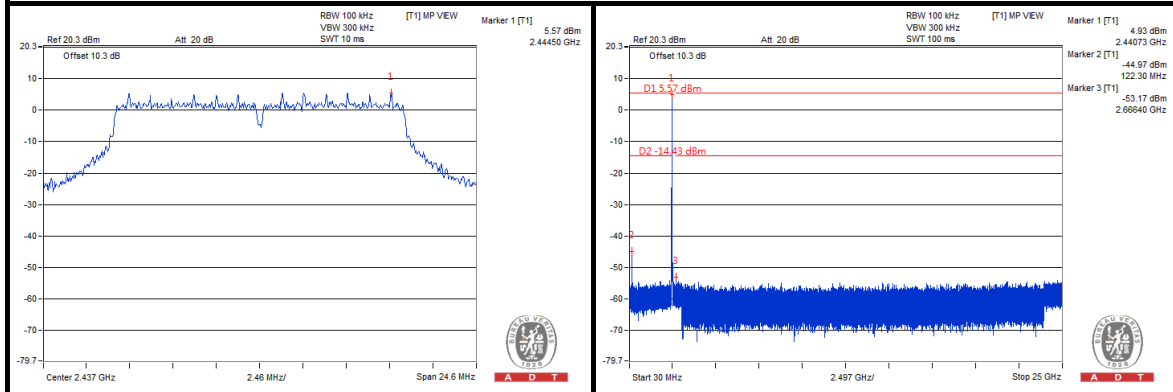 RBW 100 kHz [T1] MP VIEW
VBW 300 kHz
Ref 20.3 dBm Att 20 dB SWT 10 ms
Marker 1 [T1]
5.57 dBm
2.44450 GHz
20.3
Offset 10.3 dB
1
10
0
-10
-20
-30
-40
-50
-60
-70
-79.7
Center 2.437 GHz 2.46 MHz/ Span 24.6 MHz
BUREAU VERITAS
1828
A D T
RBW 100 kHz [T1] MP VIEW
VBW 300 kHz
Ref 20.3 dBm Att 20 dB SWT 100 ms
Marker 1 [T1]
4.93 dBm
2.44073 GHz
Marker 2 [T1]
-44.97 dBm
122.30 MHz
Marker 3 [T1]
-53.17 dBm
2.66640 GHz
20.3
Offset 10.3 dB
1
10
D1 5.57 dBm
0
-10
D2 -14.43 dBm
-20
-30
2
-40
3
-50
-60
-70
-79.7
Start 30 MHz 2.497 GHz/ Stop 25 GHz
BUREAU VERITAS
1828
A D T